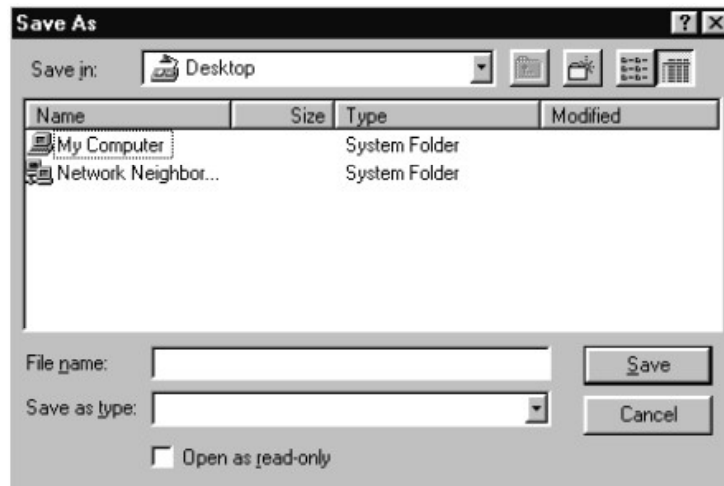 Save As
Save in: Desktop
Name Size Type Modified
My Computer System Folder
Network Neighbor... System Folder
File name: Save
Save as type: Cancel
Open as read-only